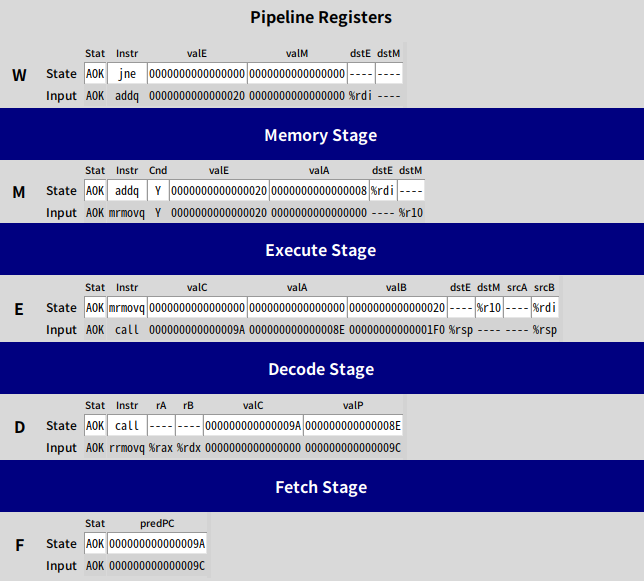 Pipeline Registers
Stat Instr valE valM dstE dstM
W State AOK jne 0000000000000000 0000000000000000 ---- ----
Input AOK addq 0000000000000020 0000000000000000 %rdi ----
Memory Stage
Stat Instr Cnd valE valA dstE dstM
M State AOK addq Y 0000000000000020 0000000000000008 %rdi ----
Input AOK mrmovq Y 0000000000000020 0000000000000000 ---- %r10
Execute Stage
Stat Instr valC valA valB dstE dstM srcA srcB
E State AOK mrmovq 0000000000000000 0000000000000000 0000000000000020 ---- %r10 ---- %rdi
Input AOK call 000000000000009A 000000000000008E 00000000000001F0 %rsp ---- ---- %rsp
Decode Stage
Stat Instr rA rB valC valP
D State AOK call ---- ---- 000000000000009A 000000000000008E
Input AOK rrmovq %rax %rdx 0000000000000000 000000000000009C
Fetch Stage
Stat predPC
F State AOK 000000000000009A
Input AOK 000000000000009C